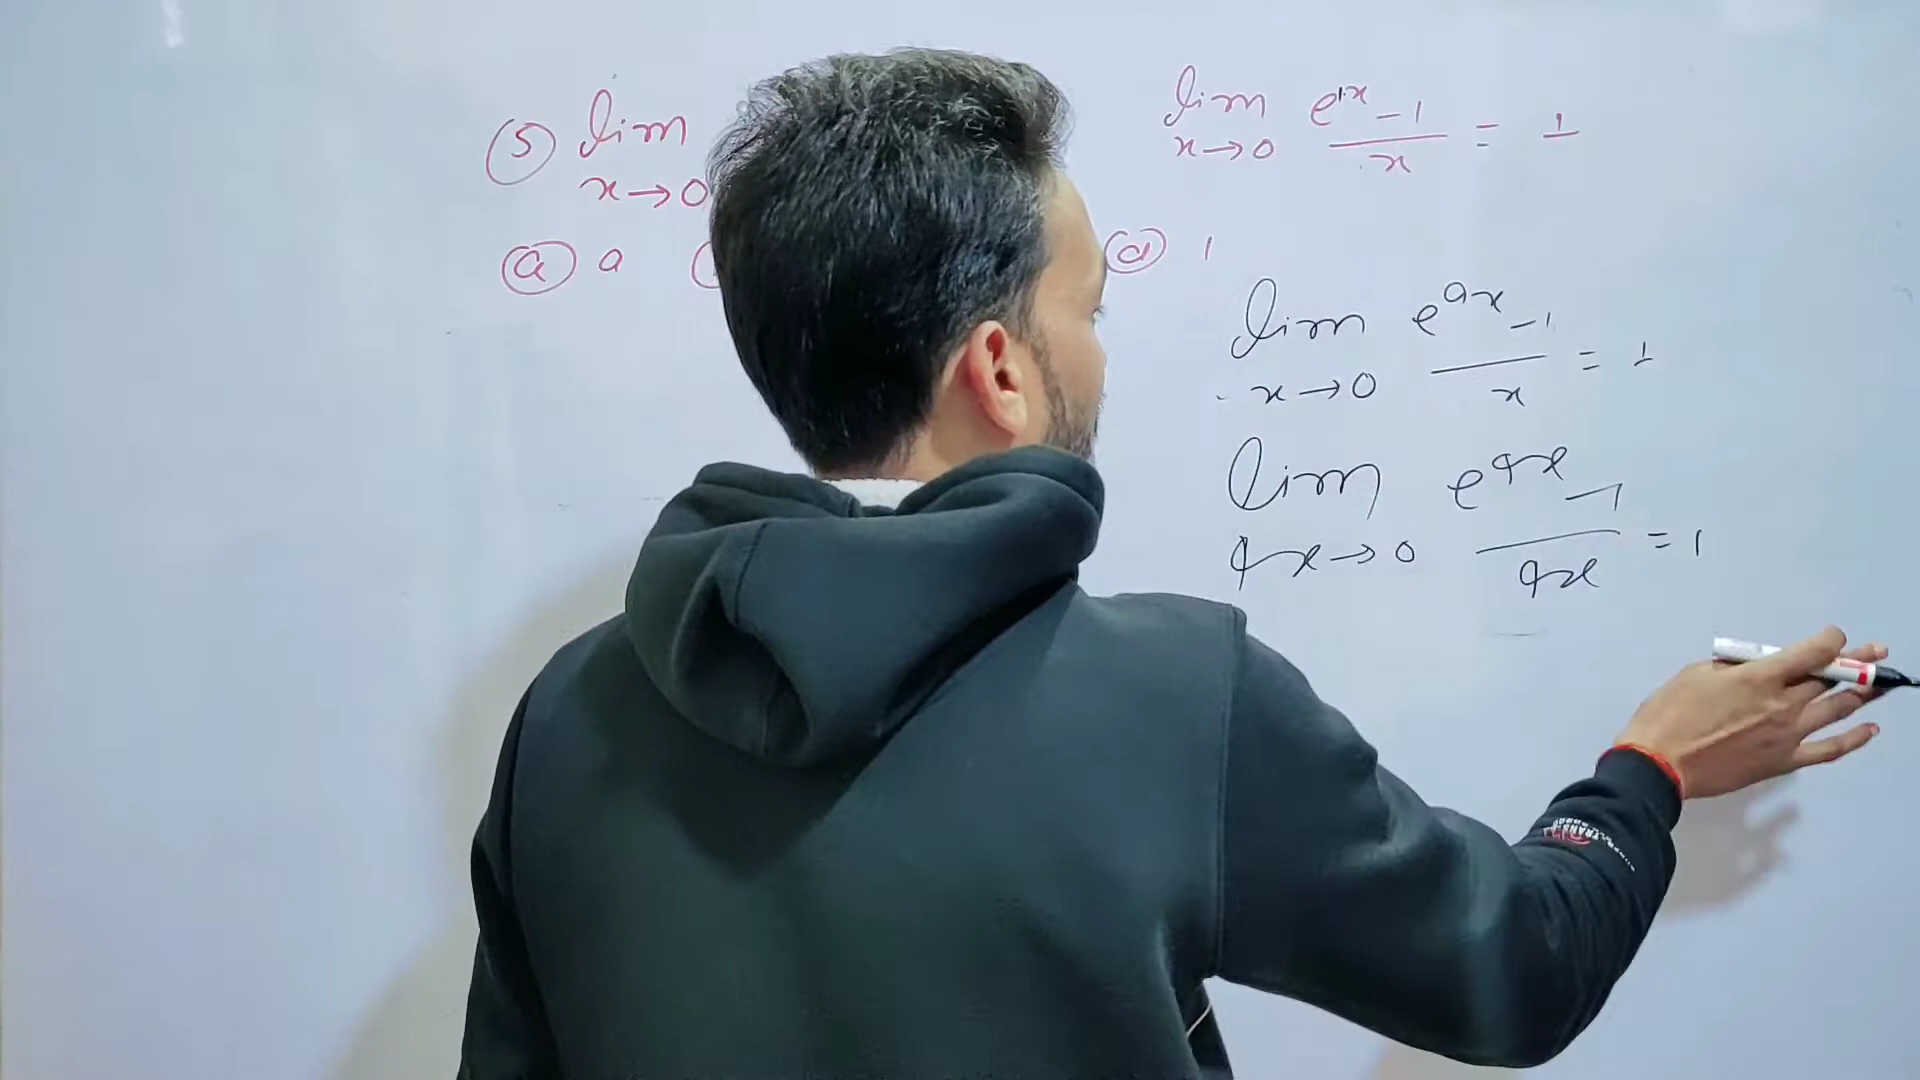 (5) lim x→0
lim x→0 (e^{1x} - 1)/x = 1
(a) a (d) 1
lim x→0 (e^{ax} - 1)/x = 1
lim ax→0 (e^{ax} - 1)/ax = 1